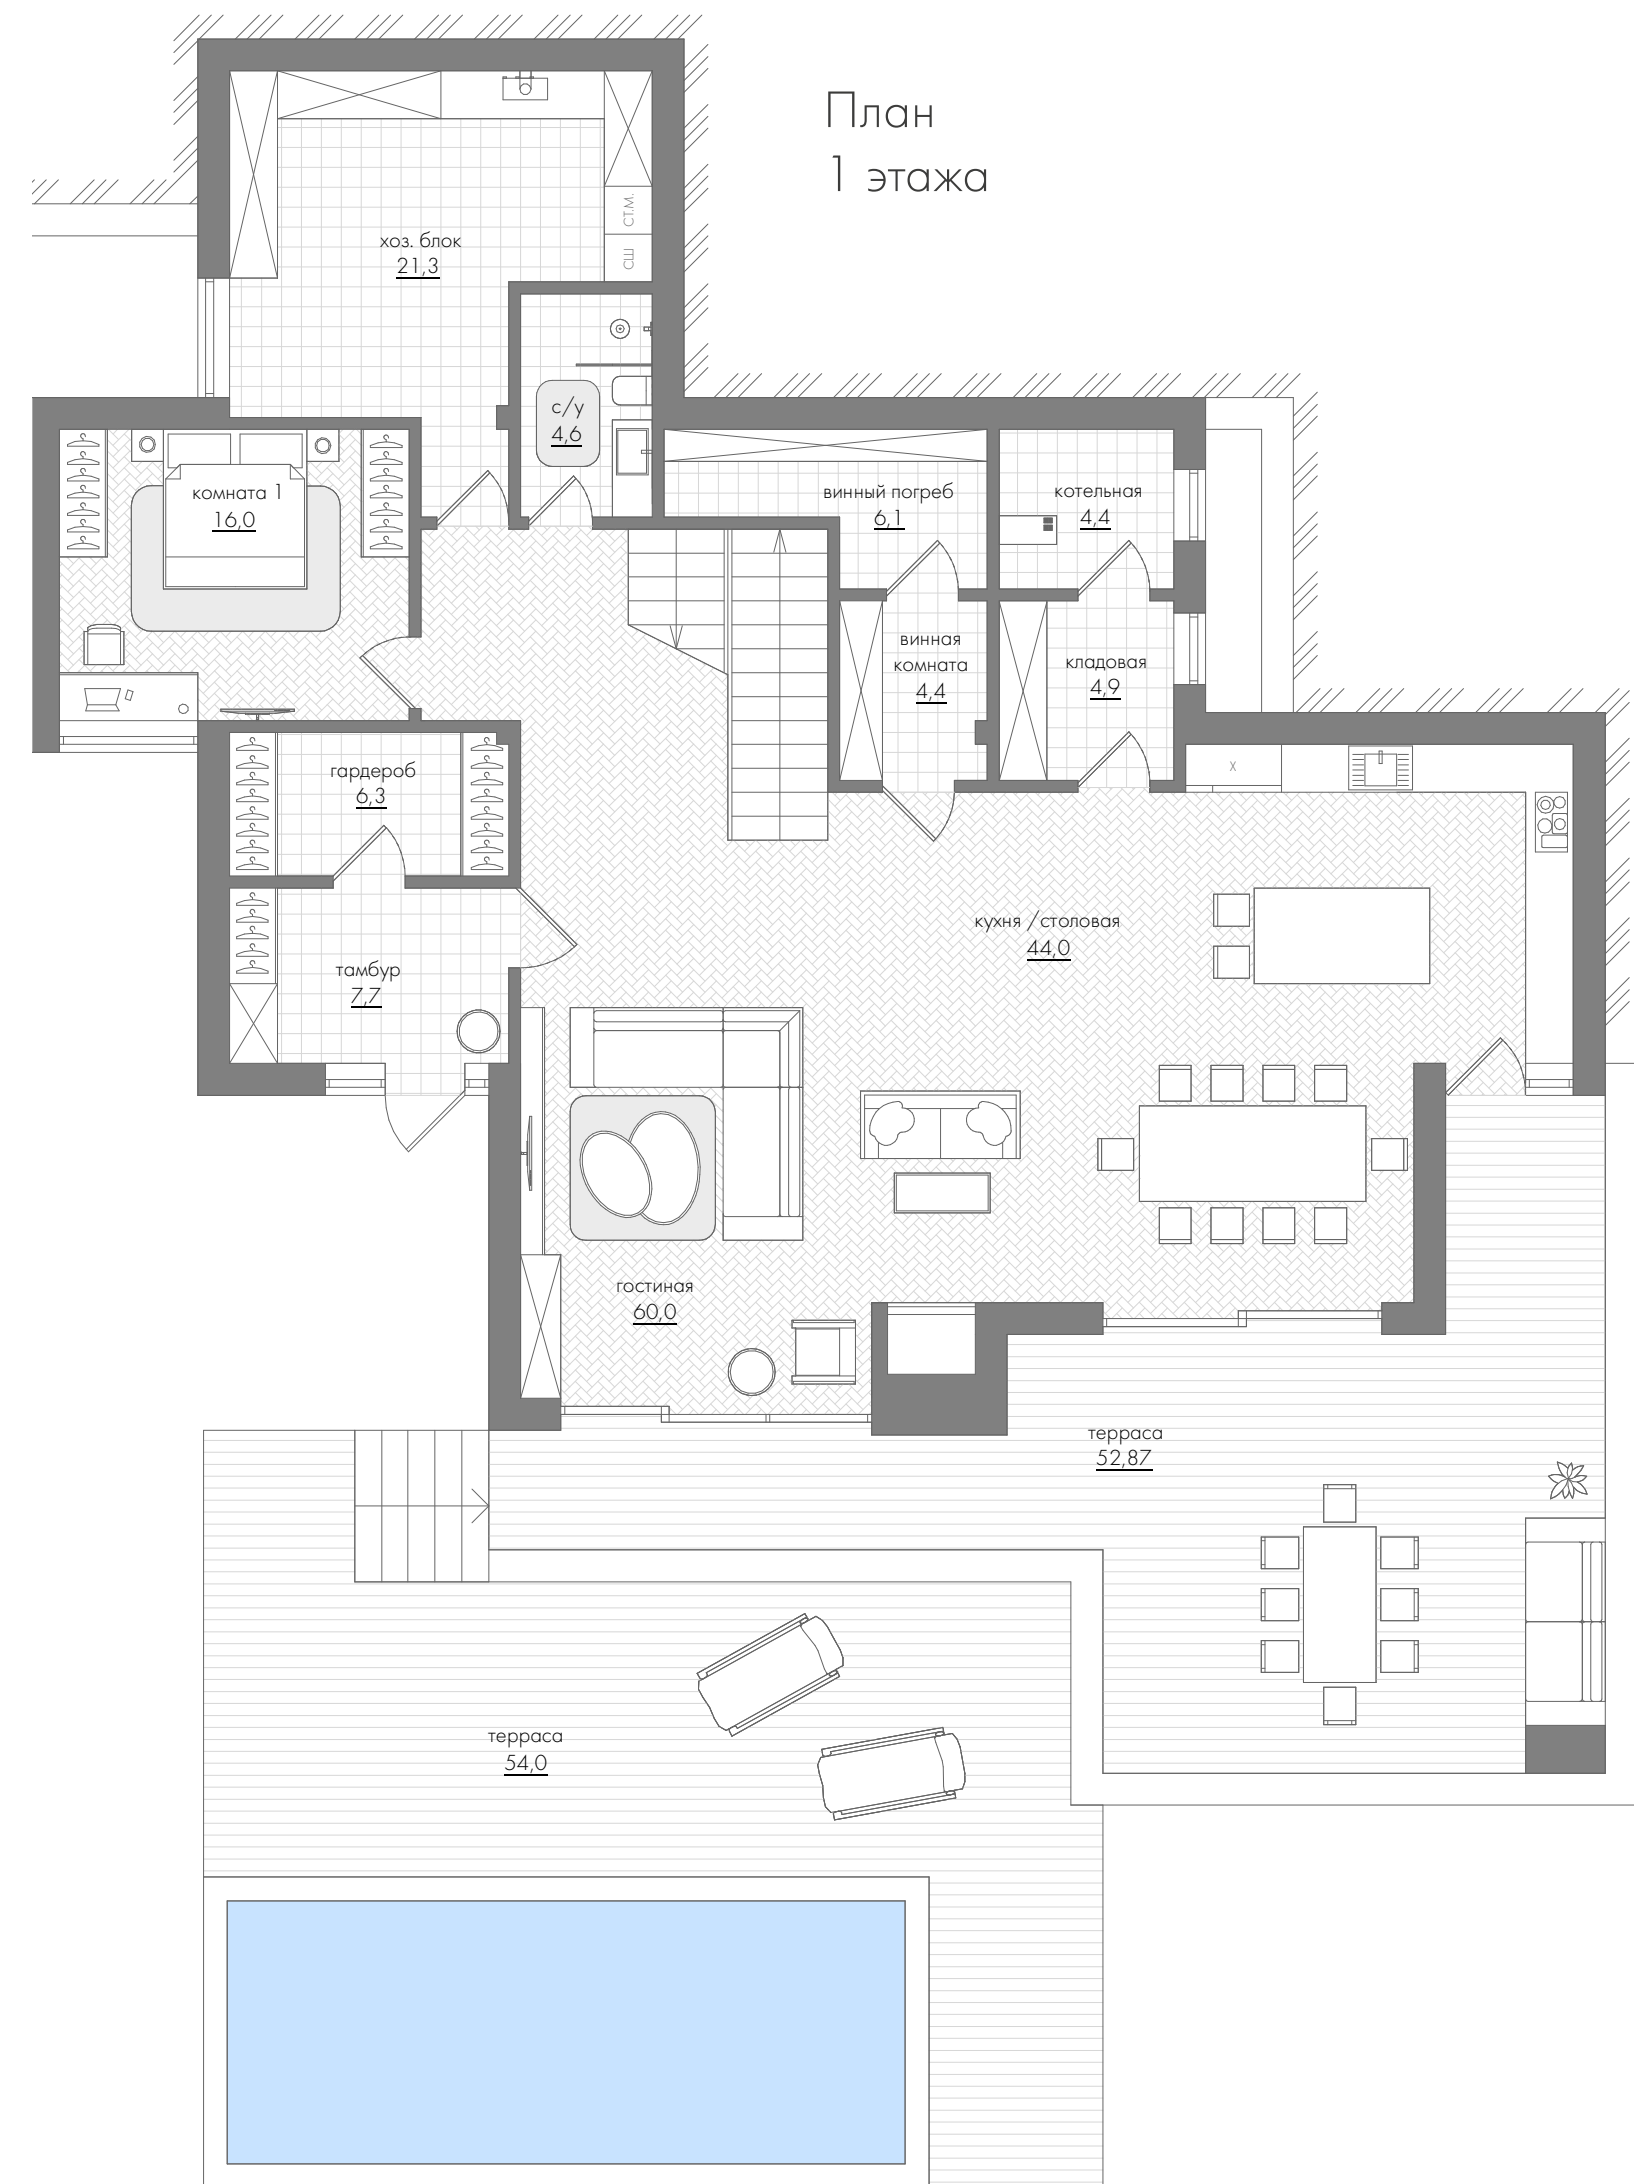 План
1 этажа
СТ.М.
СШ
хоз. блок
21,3
с/у
4,6
комната 1
16,0
винный погреб
6,1
котельная
4,4
винная
комната
4,4
кладовая
4,9
гардероб
6,3
X
кухня /столовая
44,0
тамбур
7,7
гостиная
60,0
терраса
52,87
терраса
54,0